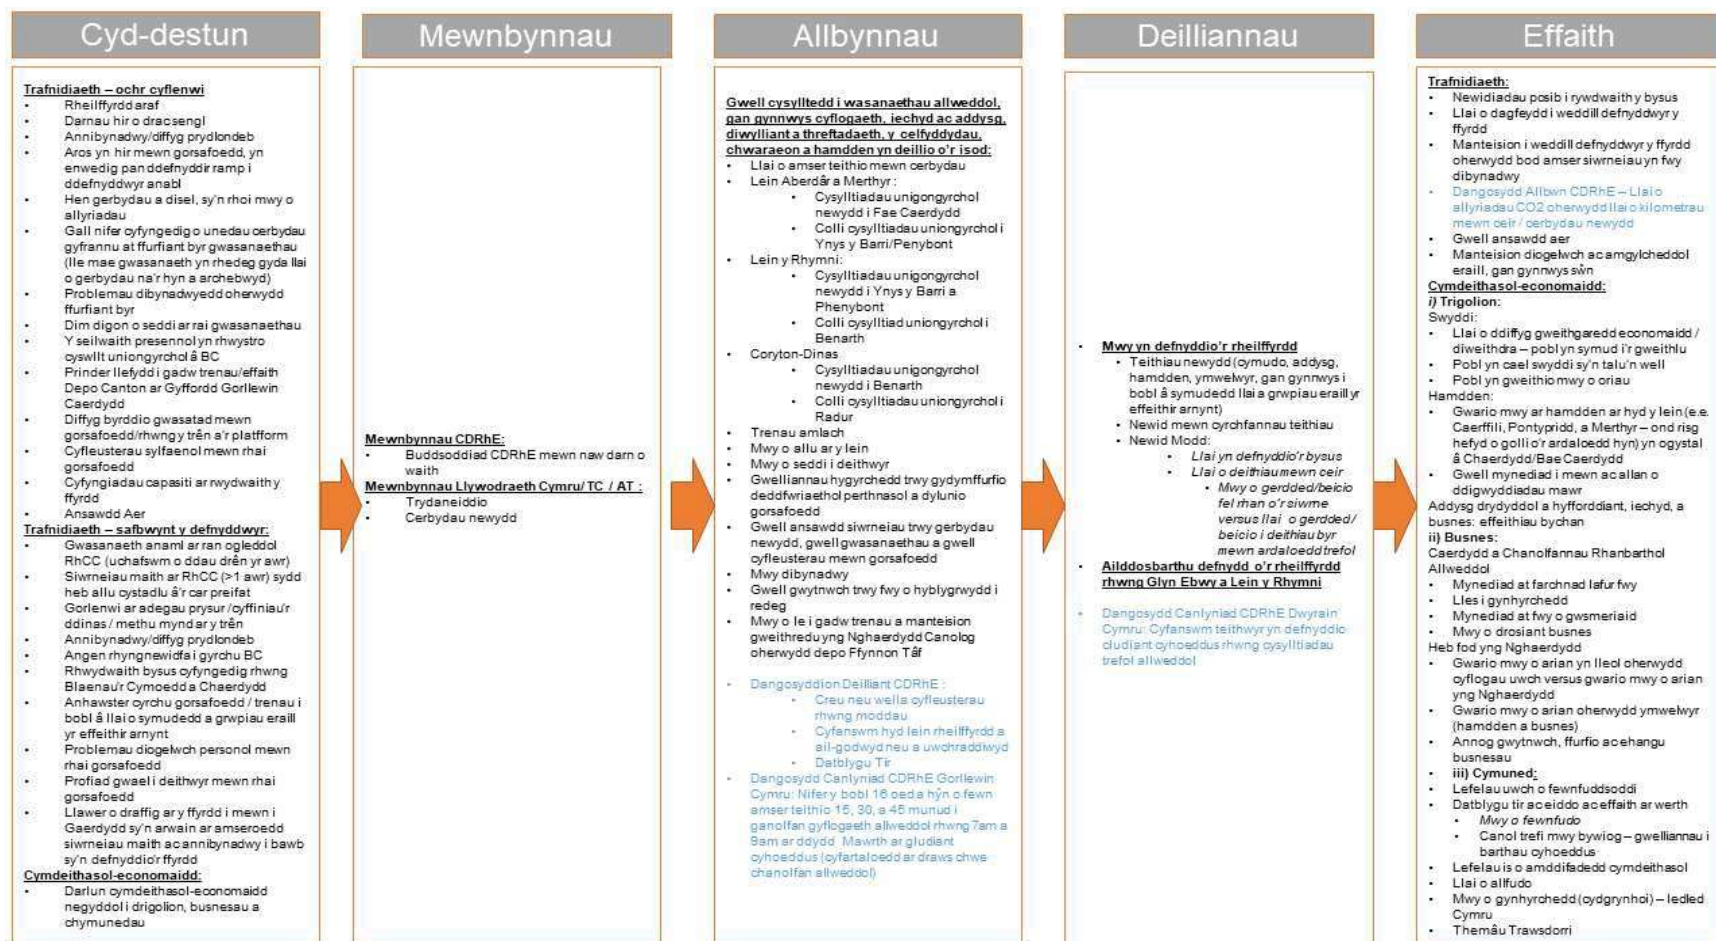 Cyd-destun
Trafnidiaeth – ochr cyflenwi
• Rheilffyrdd araf
• Darnau hir o drac sengl
• Annibynadwy/diffyg prydlondeb
• Aros yn hir mewn gorsafoedd, yn
enwedig pan ddefnyddir ramp i
ddefnyddwyr anabl
• Hen gerbydau a disel, sy'n rhoi mwy o
allyriadau
• Gall nifer cyfyngedig o unedau cerbydau
gyfrannu at ffurfiant byr gwasanaethau
(lle mae gwasanaeth yn rhedeg gyda llai
o gerbydau na'r hyn a archebwyd)
• Problemau dibynadwyedd oherwydd
ffurfiant byr
• Dim digon o seddi ar rai gwasanaethau
• Y seilwaith presennol yn rhwystro
cyswllt uniongyrchol â BC
• Prinder llefydd i gadw trenau/effaith
Depo Canton ar Gyffordd Gorllewin
Caerdydd
• Diffyg byrddio gwastad mewn
gorsafoedd/rhwng y trên a'r platfform
• Cyfleusterau sylfaenol mewn rhai
gorsafoedd
• Cyfyngiadau capasiti ar rwydwaith y
ffyrdd
• Ansawdd Aer
Trafnidiaeth – safbwynt y defnyddwyr:
• Gwasanaeth anaml ar ran ogleddol
RhCC (uchafswm o ddau drên yr awr)
• Siwrneiau maith ar RhCC (>1 awr) sydd
heb allu cystadlu â'r car preifat
• Gorlenwi ar adegau prysur /cyffiniau'r
ddinas / methu mynd ar y trên
• Annibynadwy/diffyg prydlondeb
• Angen rhyngnewidfa i gyrchu BC
• Rhwydwaith bysus cyfyngedig rhwng
Blaenau'r Cymoedd a Chaerdydd
• Anhawster cyrchu gorsafoedd / trenau i
bobl â llai o symudedd a grwpiau eraill
yr effeithir arnynt
• Problemau diogelwch personol mewn
rhai gorsafoedd
• Profiad gwael i deithwyr mewn rhai
gorsafoedd
• Llawer o draffig ar y ffyrdd i mewn i
Gaerdydd sy'n arwain ar amseroedd
siwrneiau maith ac annibynadwy i bawb
sy'n defnyddio'r ffyrdd
Cymdeithasol-economaidd:
• Darlun cymdeithasol-economaidd
negyddol i drigolion, busnesau a
chymunedau
Mewnbynnau
Mewnbynnau CDRhE:
• Buddsoddiad CDRhE mewn naw darn o
waith
Mewnbynnau Llywodraeth Cymru/ TC / AT :
• Trydaneiddio
• Cerbydau newydd
Allbynnau
Gwell cysylltedd i wasanaethau allweddol,
gan gynnwys cyflogaeth, iechyd ac addysg,
diwylliant a threftadaeth, y celfyddydau,
chwaraeon a hamdden yn deillio o'r isod:
• Llai o amser teithio mewn cerbydau
• Lein Aberdâr a Merthyr :
• Cysylltiadau unigongyrchol
newydd i Fae Caerdydd
• Colli cysylltiadau uniongyrchol i
Ynys y Barri/Penybont
• Lein y Rhymni:
• Cysylltiadau unigongyrchol
newydd i Ynys y Barri a
Phenybont
• Colli cysylltiad uniongyrchol i
Benarth
• Coryton-Dinas
• Cysylltiadau unigongyrchol
newydd i Benarth
• Colli cysylltiadau uniongyrchol i
Radur
• Trenau amlach
• Mwy o allu ar y lein
• Mwy o seddi i deithwyr
• Gwelliannau hygyrchedd trwy gydymffurfio
deddfwriaethol perthnasol a dylunio
gorsafoedd
• Gwell ansawdd siwrneiau trwy gerbydau
newydd, gwell gwasanaethau a gwell
cyfleusterau mewn gorsafoedd
• Mwy dibynadwy
• Gwell gwytnwch trwy fwy o hyblygrwydd i
redeg
• Mwy o le i gadw trenau a manteision
gweithredu yng Nghaerdydd Canolog
oherwydd depo Ffynnon Tâf
• Dangosyddion Deilliant CDRhE :
• Creu neu wella cyfleusterau
rhwng moddau
• Cyfanswm hyd lein rheilffyrdd a
ail-godwyd neu a uwchraddiwyd
• Datblygu Tir
• Dangosydd Canlyniad CDRhE Gorllewin
Cymru: Nifer y bobl 16 oed a hŷn o fewn
amser teithio 15, 30, a 45 munud i
ganolfan gyflogaeth allweddol rhwng 7am a
9am ar ddydd Mawrth ar gludiant
cyhoeddus (cyfartaloedd ar draws chwe
chanolfan allweddol)
Deilliannau
• Mwy yn defnyddio'r rheilffyrdd
• Teithiau newydd (cymudo, addysg,
hamdden, ymwelwyr, gan gynnwys i
bobl â symudedd llai a grwpiau eraill yr
effeithir arnynt)
• Newid mewn cyrchfannau teithiau
• Newid Modd:
• Llai yn defnyddio'r bysus
• Llai o deithiau mewn ceir
• Mwy o gerdded/beicio
fel rhan o'r siwrne
versus llai o gerdded/
beicio i deithiau byr
mewn ardaloedd trefol
• Ailddosbarthu defnydd o'r rheilffyrdd
rhwng Glyn Ebwy a Lein y Rhymni
• Dangosydd Canlyniad CDRhE Dwyrain
Cymru: Cyfanswm teithwyr yn defnyddio
cludiant cyhoeddus rhwng cysylltiadau
trefol allweddol
Effaith
Trafnidiaeth:
• Newidiadau posib i rywdwaith y bysus
• Llai o dagfeydd i weddill defnyddwyr y
ffyrdd
• Manteision i weddill defnyddwyr y ffyrdd
oherwydd bod amser siwrneiau yn fwy
dibynadwy
• Dangosydd Allbwn CDRhE – Llai o
allyriadau CO2 oherwydd llai o kilometrau
mewn ceir / cerbydau newydd
• Gwell ansawdd aer
• Manteision diogelwch ac amgylcheddol
eraill, gan gynnwys sŵn
Cymdeithasol-economaidd:
i) Trigolion:
Swyddi:
• Llai o ddiffyg gweithgaredd economaidd /
diweithdra – pobl yn symud i'r gweithlu
• Pobl yn cael swyddi sy'n talu'n well
• Pobl yn gweithio mwy o oriau
Hamdden:
• Gwario mwy ar hamdden ar hyd y lein (e.e.
Caerffili, Pontypridd, a Merthyr – ond risg
hefyd o golli o'r ardaloedd hyn) yn ogystal
â Chaerdydd/Bae Caerdydd
• Gwell mynediad i mewn ac allan o
ddigwyddiadau mawr
Addysg drydyddol a hyfforddiant, iechyd, a
busnes: effeithiau bychan
ii) Busnes:
Caerdydd a Chanolfannau Rhanbarthol
Allweddol
• Mynediad at farchnad lafur fwy
• Lles i gynhyrchedd
• Mynediad at fwy o gwsmeriaid
• Mwy o drosiant busnes
Heb fod yng Nghaerdydd
• Gwario mwy o arian yn lleol oherwydd
cyflogau uwch versus gwario mwy o arian
yng Nghaerdydd
• Gwario mwy o arian oherwydd ymwelwyr
(hamdden a busnes)
• Annog gwytnwch, ffurfio ac ehangu
busnesau
• iii) Cymuned:
• Lefelau uwch o fewnfuddsoddi
• Datblygu tir ac eiddo ac effaith ar werth
• Mwy o fewnfudo
• Canol trefi mwy bywiog – gwelliannau i
barthau cyhoeddus
• Lefelau is o amddifadedd cymdeithasol
• Llai o allfudo
• Mwy o gynhyrchedd (cydgrynhoi) – ledled
Cymru
• Themâu Trawsdorri